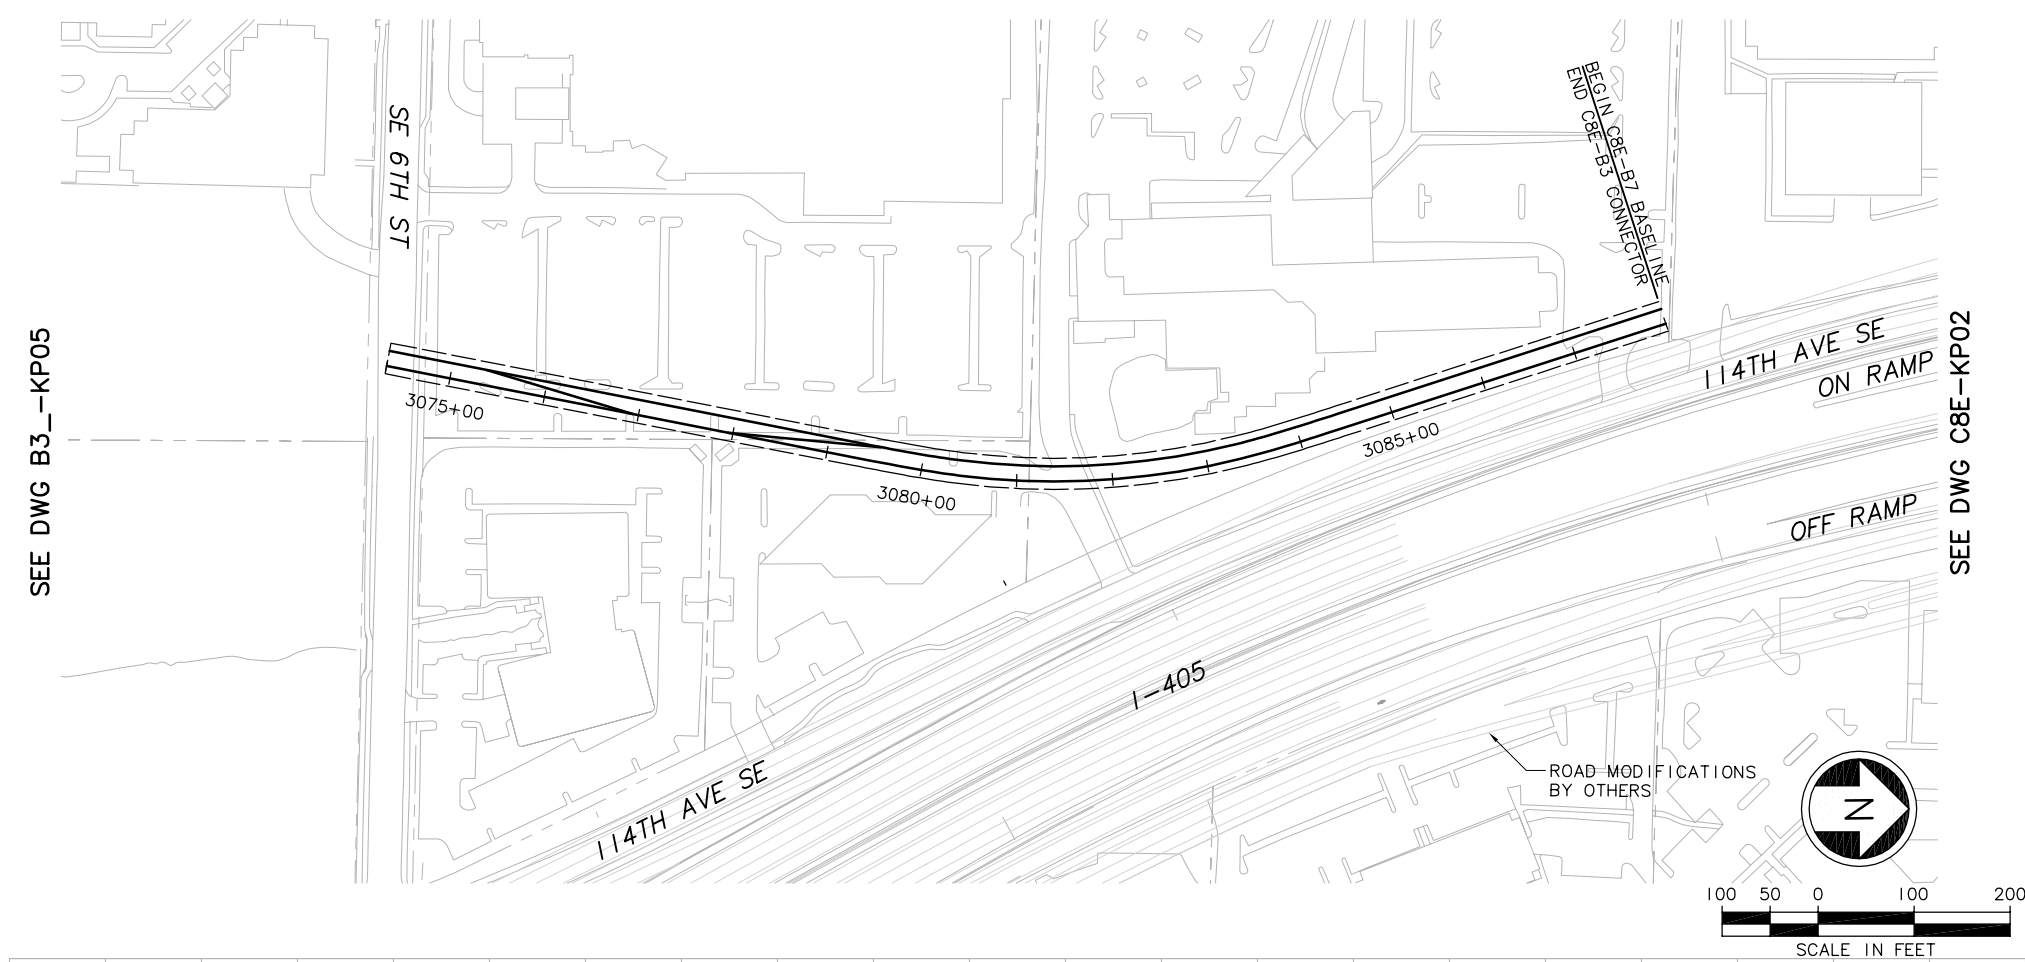 SE 6TH ST
BEGIN C8E-B7 BASELINE
END C8E-B3 CONNECTOR
SEE DWG B3_-KP05
3075+00
3080+00
3085+00
114TH AVE SE
ON RAMP
OFF RAMP
SEE DWG C8E-KP02
I-405
114TH AVE SE
ROAD MODIFICATIONS
BY OTHERS
N
100 50 0 100 200
SCALE IN FEET